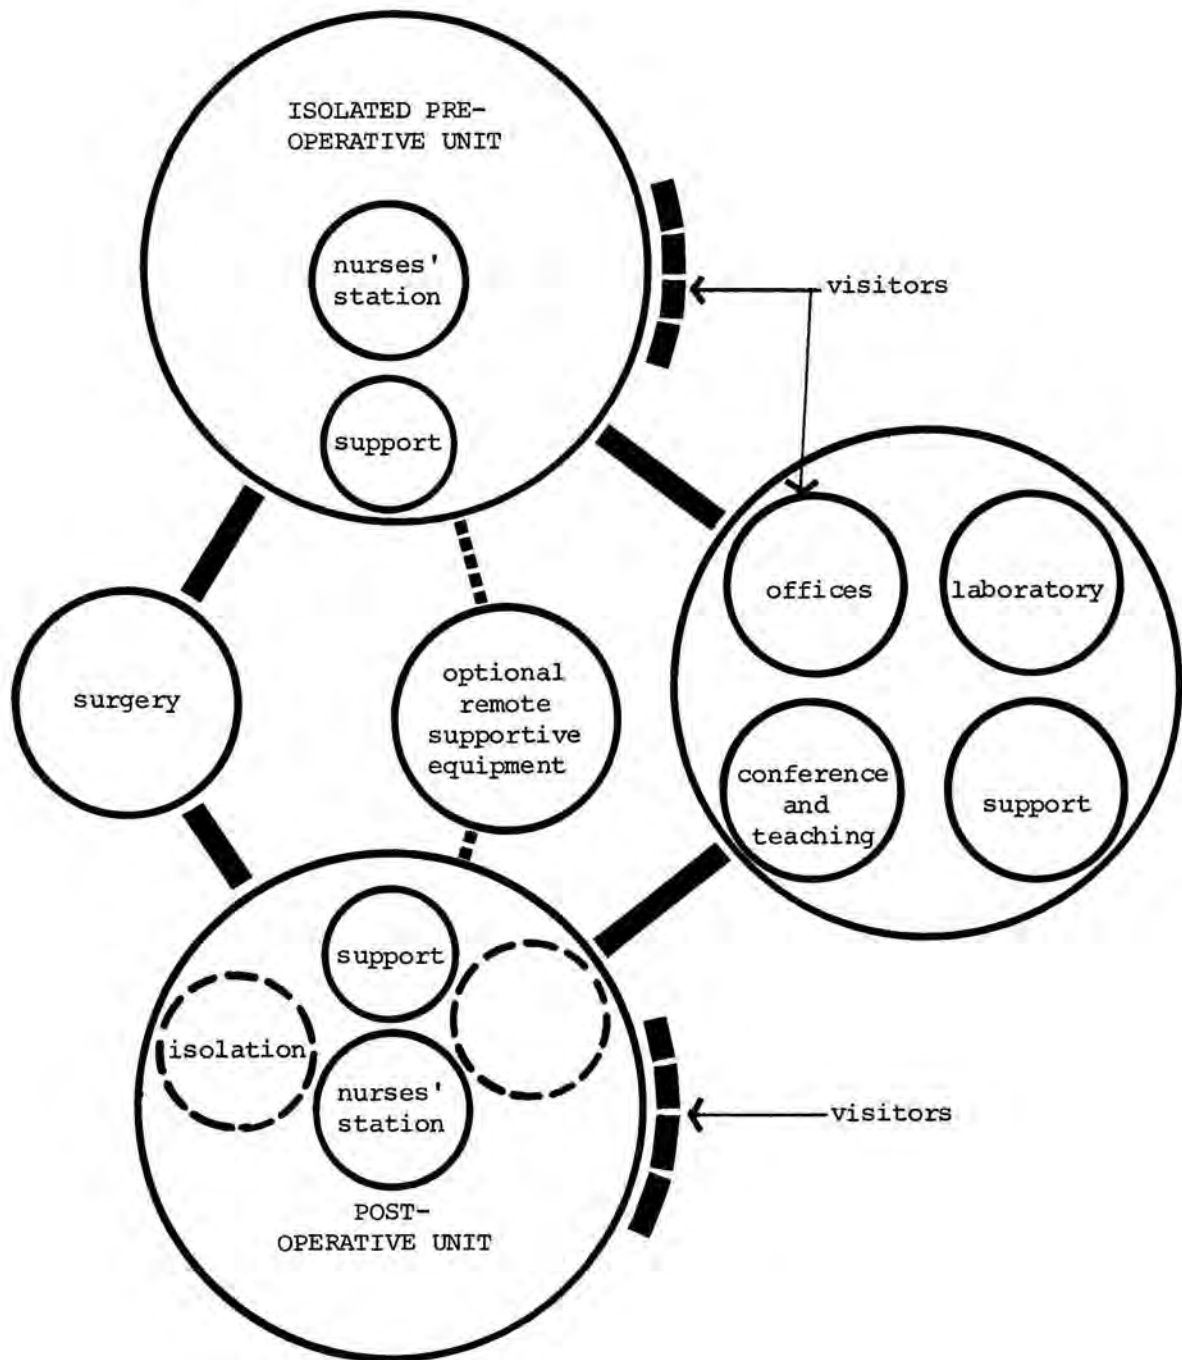 ISOLATED PRE-
OPERATIVE UNIT
nurses'
station
support
visitors
offices
laboratory
surgery
optional
remote
supportive
equipment
conference
and
teaching
support
support
isolation
nurses'
station
visitors
POST-
OPERATIVE UNIT